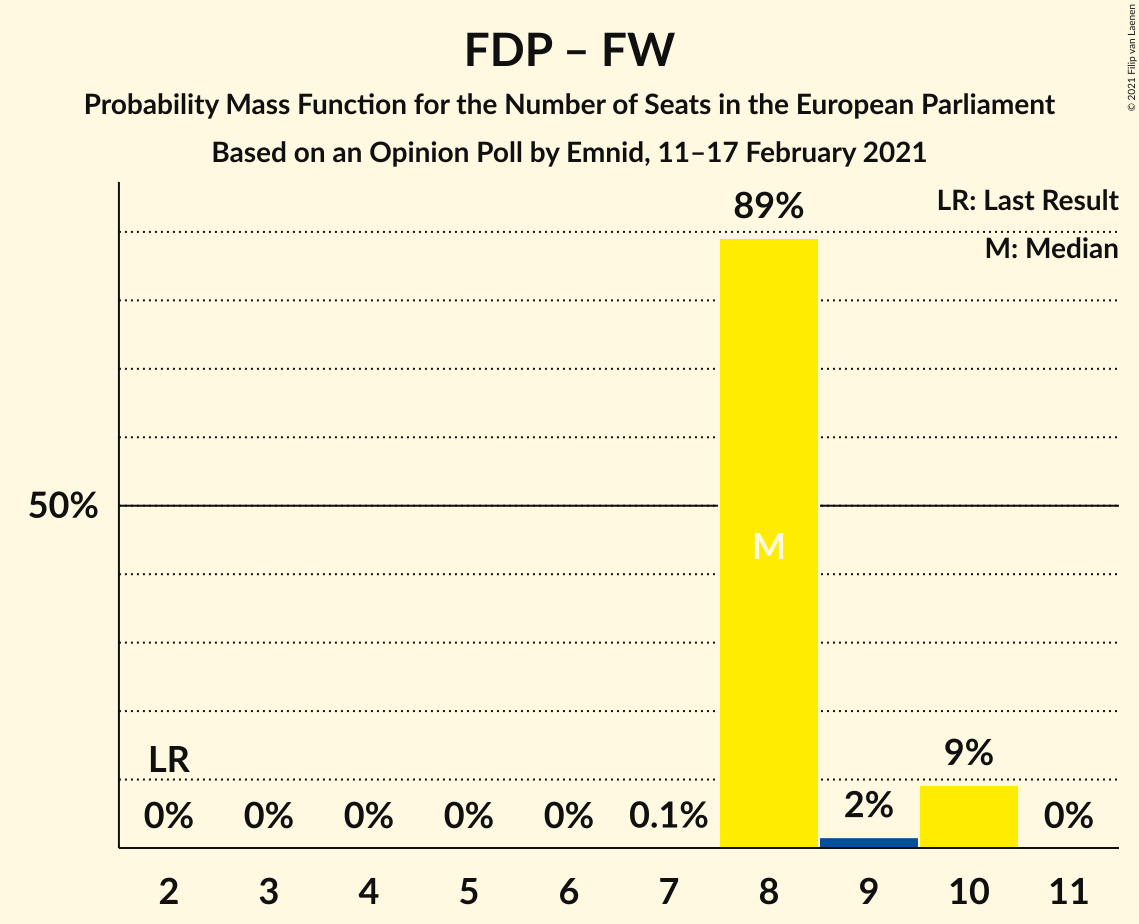 FDP – FW
Probability Mass Function for the Number of Seats in the European Parliament
Based on an Opinion Poll by Emnid, 11–17 February 2021
© 2021 Filip van Laenen
LR: Last Result
M: Median
89%
50%
M
LR
0%
0%
0%
0%
0%
0.1%
2%
9%
0%
2
3
4
5
6
7
8
9
10
11